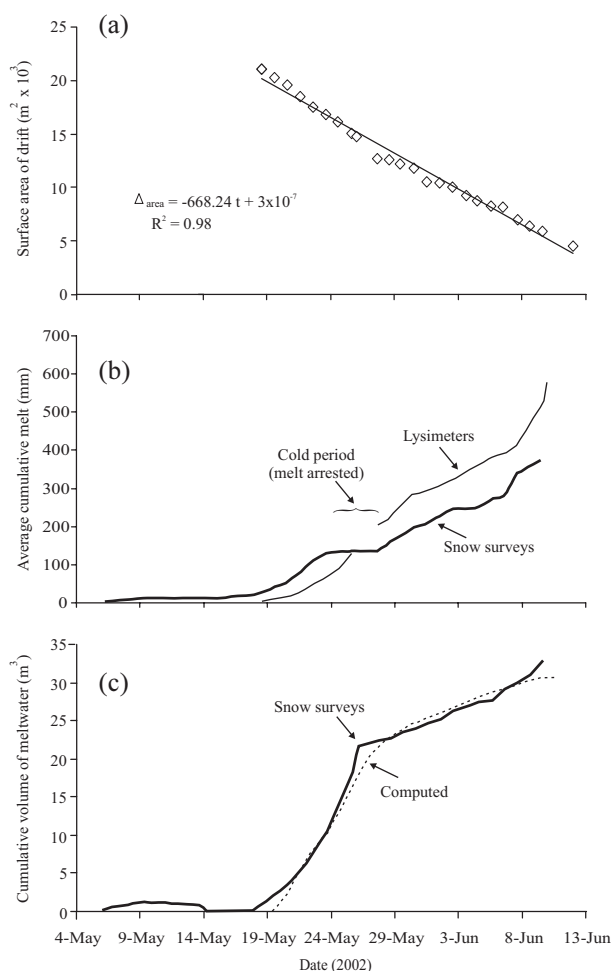 (a)
Surface area of drift (m² x 10³)
25
20
15
10
5
0
Δ area = -668.24 t + 3x10⁻⁷
R² = 0.98
(b)
Average cumulative melt (mm)
700
600
500
400
300
200
100
0
Cold period
(melt arrested)
Lysimeters
Snow surveys
(c)
Cumulative volume of meltwater (m³)
35
30
25
20
15
10
5
0
Snow surveys
Computed
4-May 9-May 14-May 19-May 24-May 29-May 3-Jun 8-Jun 13-Jun
Date (2002)